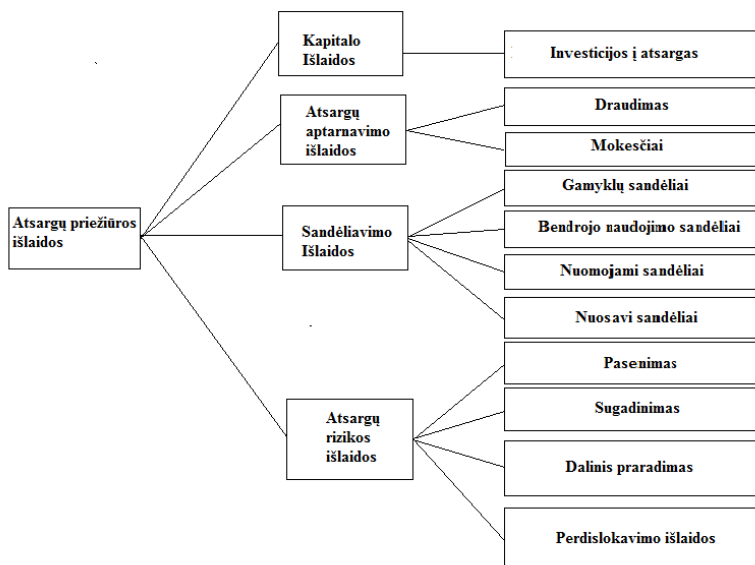 Kapitalo
Išlaidos
Investicijos į atsargas
Atsargų
aptarnavimo
išlaidos
Draudimas
Mokesčiai
Atsargų priežiūros
išlaidos
Sandėliavimo
Išlaidos
Gamyklų sandėliai
Bendrojo naudojimo sandėliai
Nuomojami sandėliai
Nuosavi sandėliai
Atsargų
rizikos
išlaidos
Pasenimas
Sugadinimas
Dalinis praradimas
Perdislokavimo išlaidos